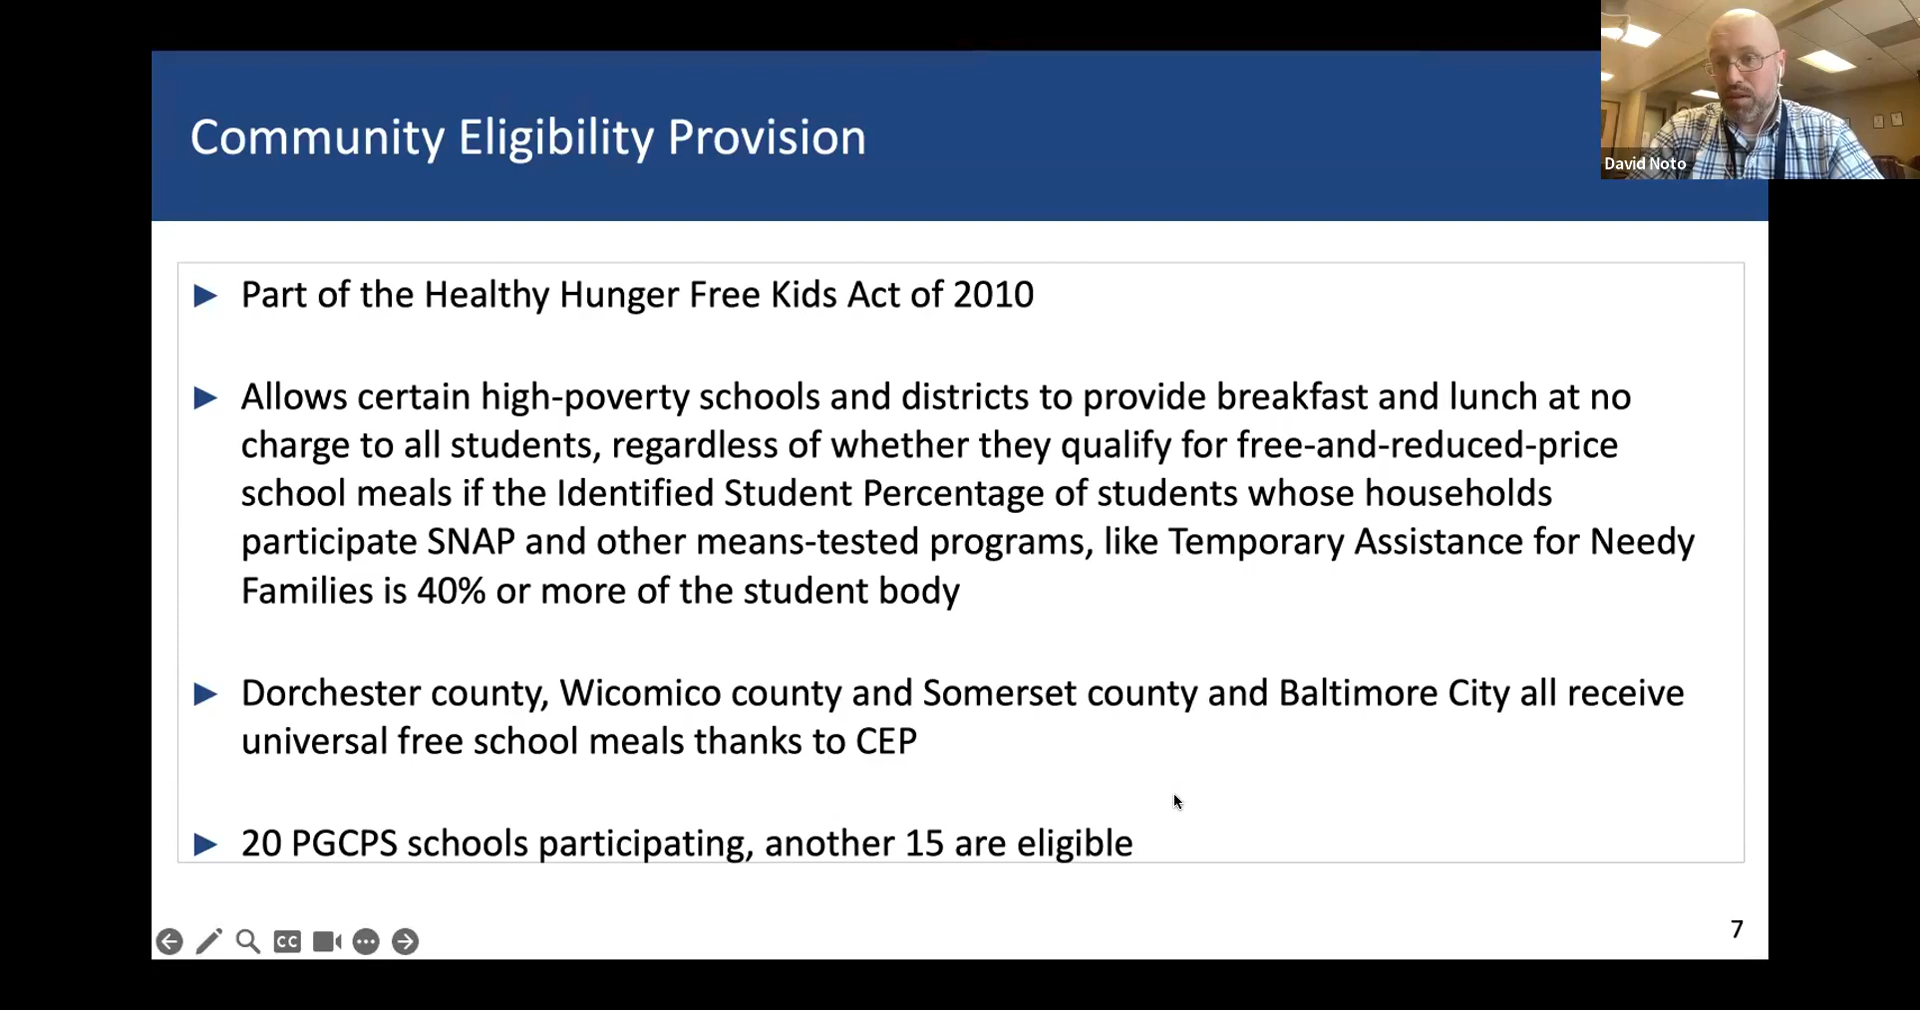 Community Eligibility Provision
David Noto
Part of the Healthy Hunger Free Kids Act of 2010
Allows certain high-poverty schools and districts to provide breakfast and lunch at no
charge to all students, regardless of whether they qualify for free-and-reduced-price
school meals if the Identified Student Percentage of students whose households
participate SNAP and other means-tested programs, like Temporary Assistance for Needy
Families is 40% or more of the student body
Dorchester county, Wicomico county and Somerset county and Baltimore City all receive
universal free school meals thanks to CEP
20 PGCPS schools participating, another 15 are eligible
CC
7